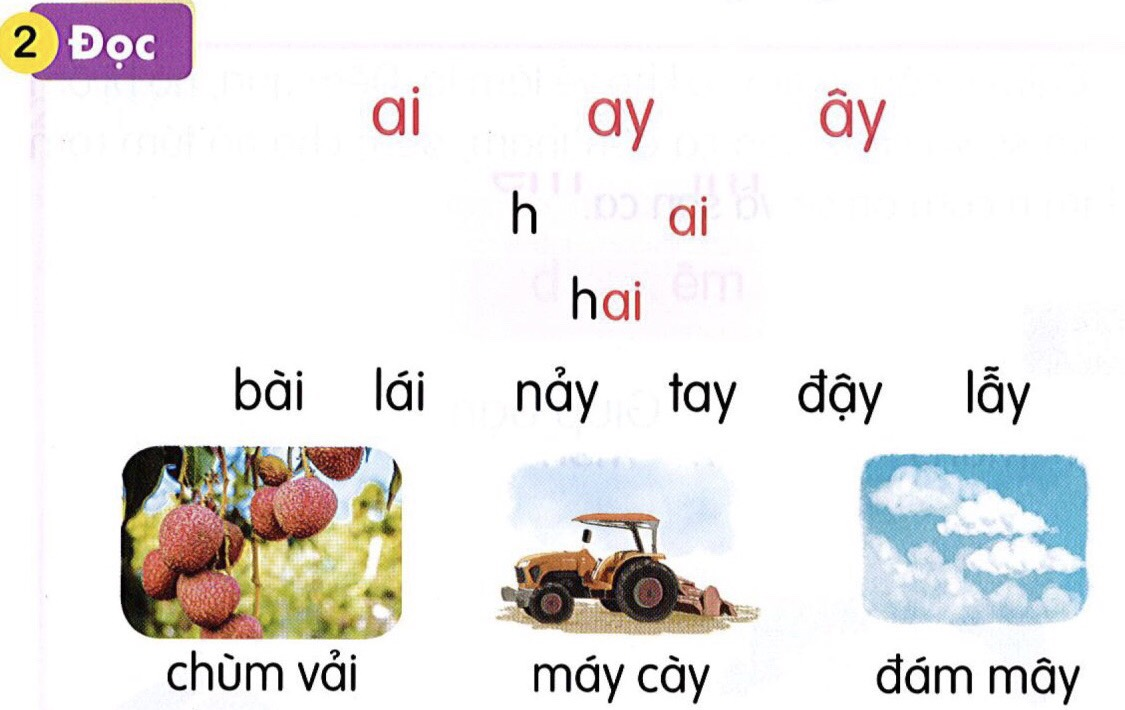 2 Đọc
ai ay ây
h ai
hai
bài lái nảy tay đậy lẫy
chùm vải máy cày đám mây